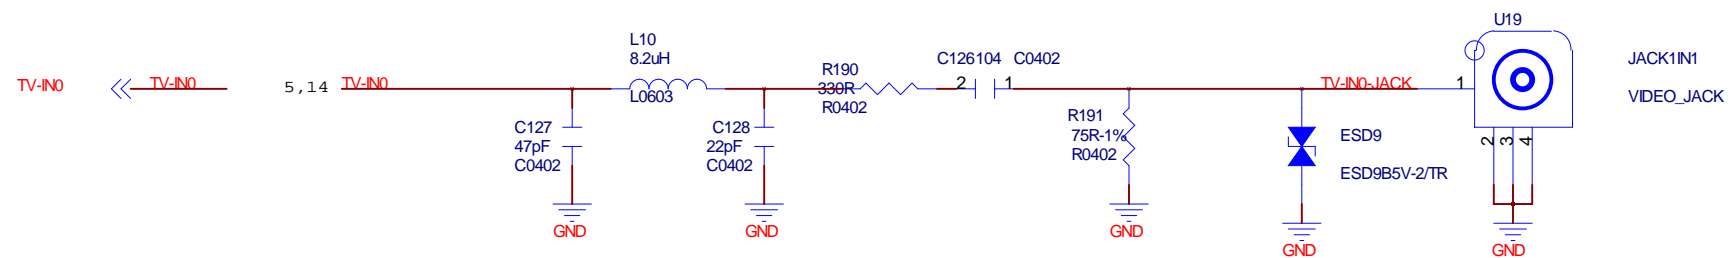 TV-IN0
TV-IN0
5,14
TV-IN0
L10
8.2uH
L0603
C127
47pF
C0402
GND
C128
22pF
C0402
GND
R190
330R
R0402
C126104 C0402
2
1
R191
75R-1%
R0402
GND
TV-IN0-JACK
ESD9
ESD9B5V-2/TR
GND
U19
1
2
3
4
GND
JACK1IN1
VIDEO_JACK